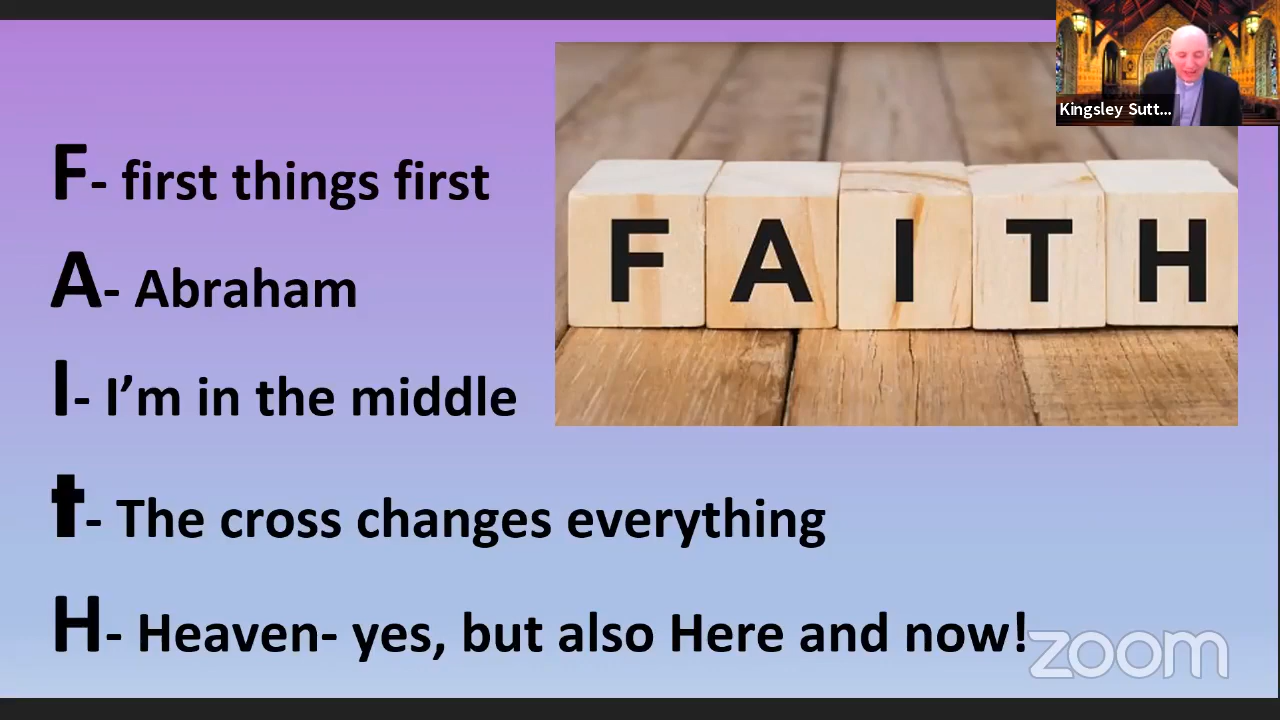 Kingsley Sutt...
FAITH
F- first things first
A- Abraham
I- I’m in the middle
t- The cross changes everything
H- Heaven- yes, but also Here and now!
zoom